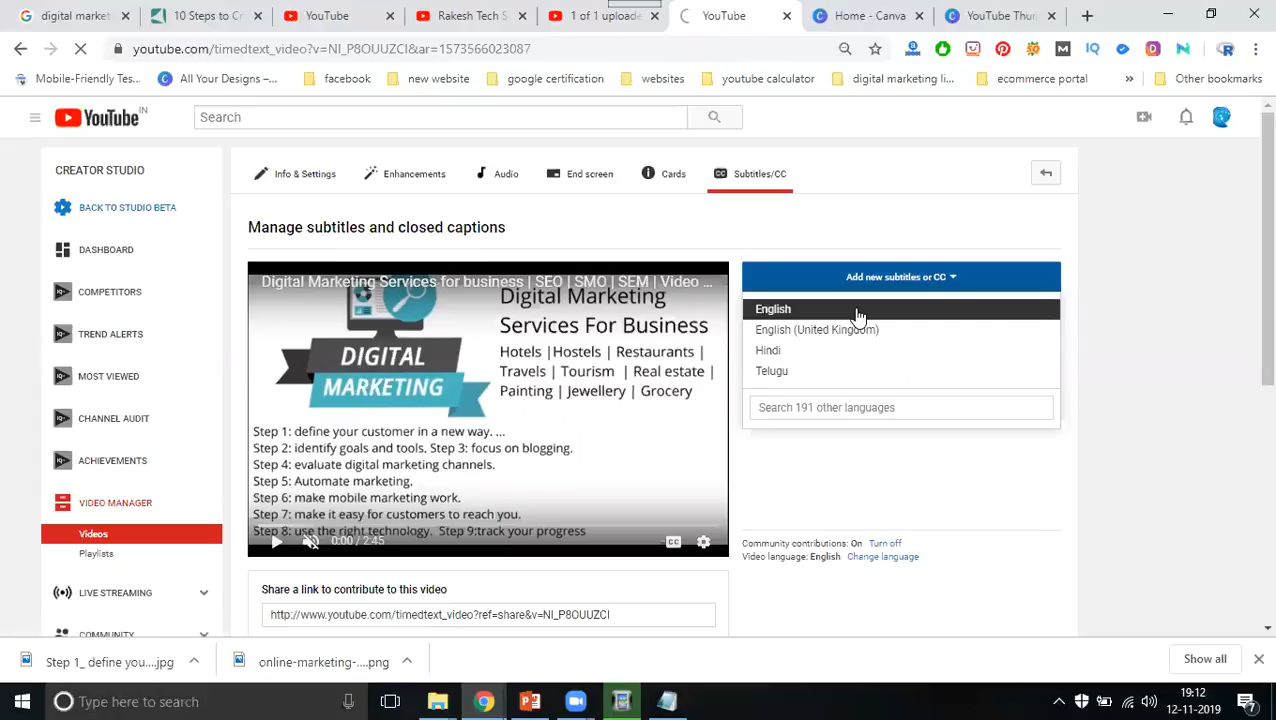 digital market
10 Steps to Cr
YouTube
Rakesh Tech S
1 of 1 uploade
YouTube
Home - Canva
YouTube Thun
youtube.com/timedtext_video?v=NI_P8OUUZCI&ar=1573566023087
Mobile-Friendly Tes...
All Your Designs –...
facebook
new website
google certification
websites
youtube calculator
digital marketing li...
ecommerce portal
»
Other bookmarks
YouTube IN
Search
CREATOR STUDIO
Info & Settings
Enhancements
Audio
End screen
Cards
CC Subtitles/CC
BACK TO STUDIO BETA
DASHBOARD
COMPETITORS
TREND ALERTS
MOST VIEWED
CHANNEL AUDIT
ACHIEVEMENTS
VIDEO MANAGER
Videos
Playlists
LIVE STREAMING
COMMUNITY
Manage subtitles and closed captions
Digital Marketing Services for business | SEO | SMO | SEM | Video ...
Digital Marketing
Services For Business
Hotels |Hostels | Restaurants |
Travels | Tourism | Real estate |
Painting | Jewellery | Grocery
DIGITAL
MARKETING
Step 1: define your customer in a new way. ...
Step 2: identify goals and tools. Step 3: focus on blogging.
Step 4: evaluate digital marketing channels.
Step 5: Automate marketing.
Step 6: make mobile marketing work.
Step 7: make it easy for customers to reach you.
Step 8: use the right technology. Step 9:track your progress
0:00 / 2:45
CC
Add new subtitles or CC
English
English (United Kingdom)
Hindi
Telugu
Search 191 other languages
Community contributions: On Turn off
Video language: English Change language
Share a link to contribute to this video
http://www.youtube.com/timedtext_video?ref=share&v=NI_P8OUUZCI
Step 1_ define you....jpg
online-marketing-....png
Show all
Type here to search
19:12
12-11-2019
7